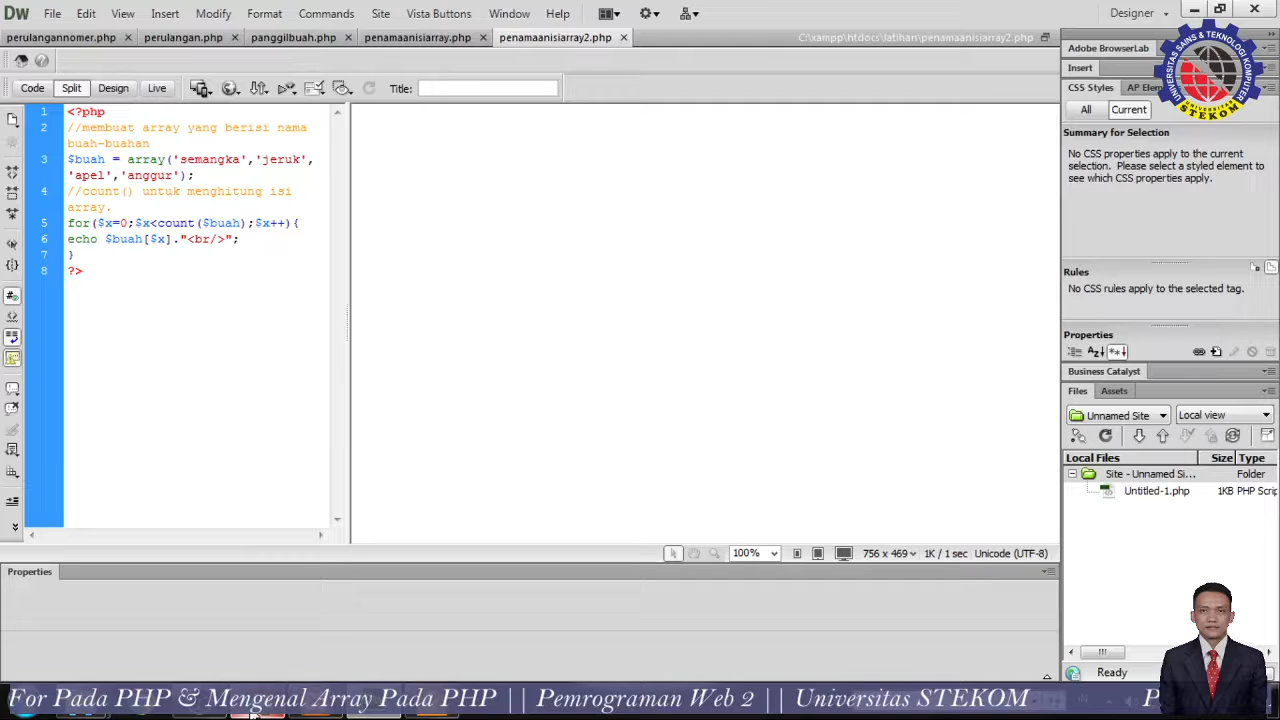 Dw File Edit View Insert Modify Format Commands Site Vista Buttons Window Help Designer
perulangannomer.php perulangan.php panggilbuah.php penamaanisiarray.php penamaanisiarray2.php C:\xampp\htdocs\latihan\penamaanisiarray2.php
Code Split Design Live Title:
1 <?php
2 //membuat array yang berisi nama
buah-buahan
3 $buah = array('semangka','jeruk',
'apel','anggur');
4 //count() untuk menghitung isi
array.
5 for($x=0;$x<count($buah);$x++){
6 echo $buah[$x]."<br/>";
7 }
8 ?>
100% 756 x 469 1K / 1 sec Unicode (UTF-8)
Properties
Adobe BrowserLab
Insert
CSS Styles AP Elem
All Current
Summary for Selection
No CSS properties apply to the current
selection. Please select a styled element
to see which CSS properties apply.
Rules
No CSS rules apply to the selected tag.
Properties
Business Catalyst
Files Assets
Unnamed Site Local view
Local Files Size Type
Site - Unnamed Si... Folder
Untitled-1.php 1KB PHP Scrip
Ready
UNIVERSITAS SAINS & TEKNOLOGI KOMPUTER
UNIVERSITAS STEKOM
For Pada PHP & Mengenal Array Pada PHP || Pemrograman Web 2 || Universitas STEKOM